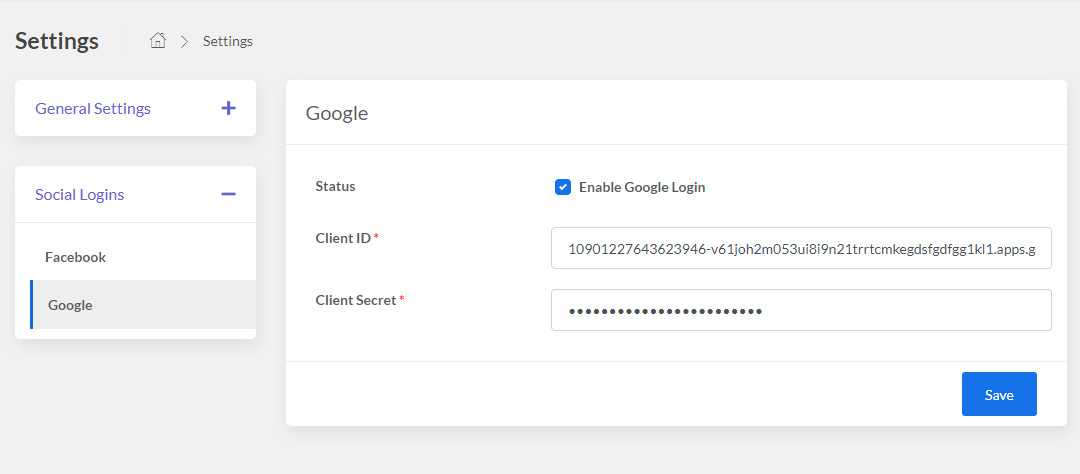 Settings
Settings
General Settings
Social Logins
Facebook
Google
Google
Status
Enable Google Login
Client ID *
10901227643623946-v61joh2m053ui8i9n21trrtcmkegdsfgdfgg1kl1.apps.g
Client Secret *
••••••••••••••••••••••••
Save